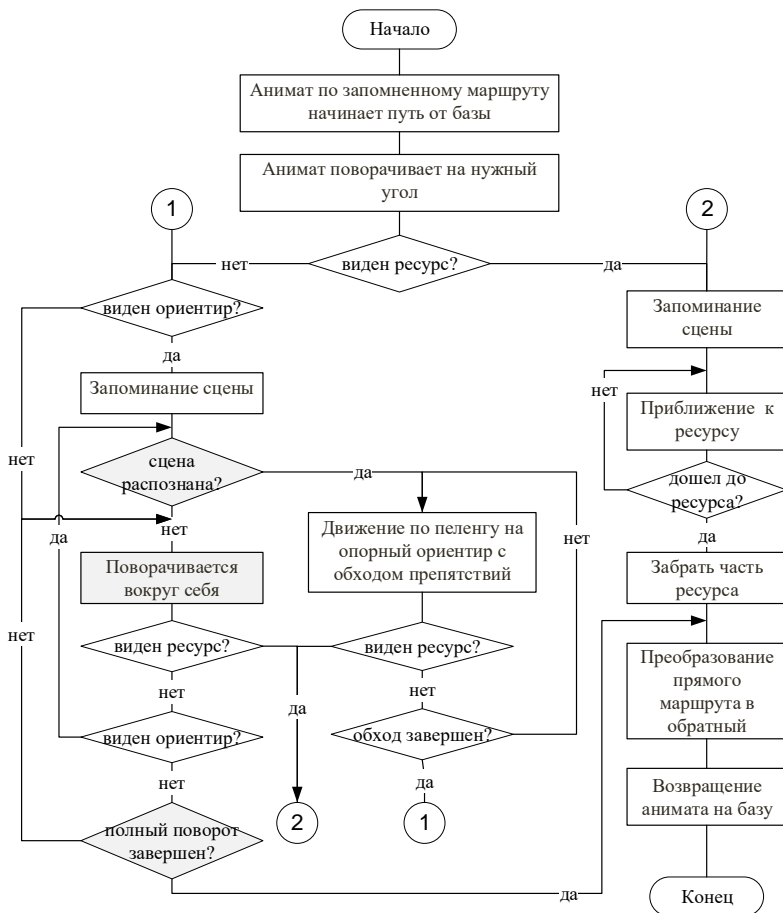 Начало
Анимат по запомненному маршруту
начинает путь от базы
Анимат поворачивает на нужный
угол
1
2
нет
виден ресурс?
да
виден ориентир?
Запоминание
сцены
да
Запоминание сцены
нет
Приближение к
ресурсу
нет
сцена
распознана?
да
дошел до
ресурса?
да
нет
Движение по пеленгу на
опорный ориентир с
обходом препятствий
нет
да
Поворачивается
вокруг себя
Забрать часть
ресурса
нет
виден ресурс?
виден ресурс?
Преобразование
прямого
маршрута в
обратный
нет
да
нет
виден ориентир?
обход завершен?
нет
да
Возвращение
анимата на базу
2
1
полный поворот
завершен?
да
Конец